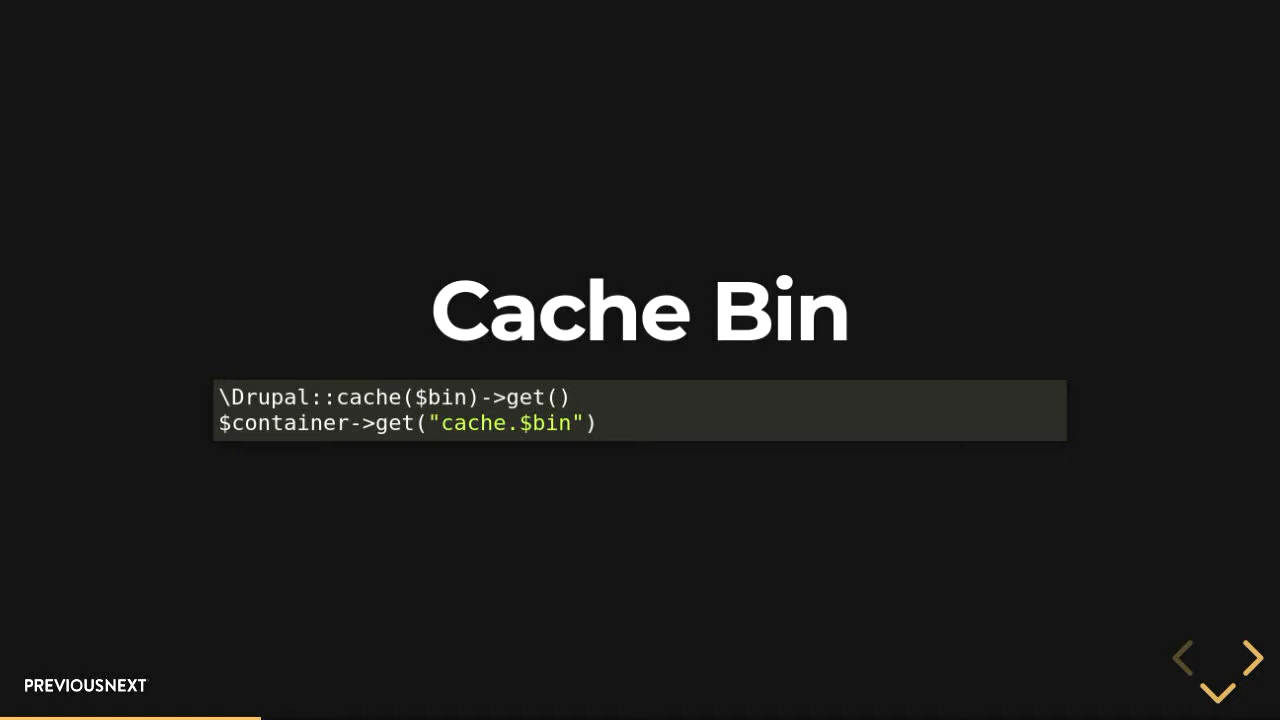 Cache Bin
\Drupal::cache($bin)->get()
$container->get("cache.$bin")
PREVIOUSNEXT